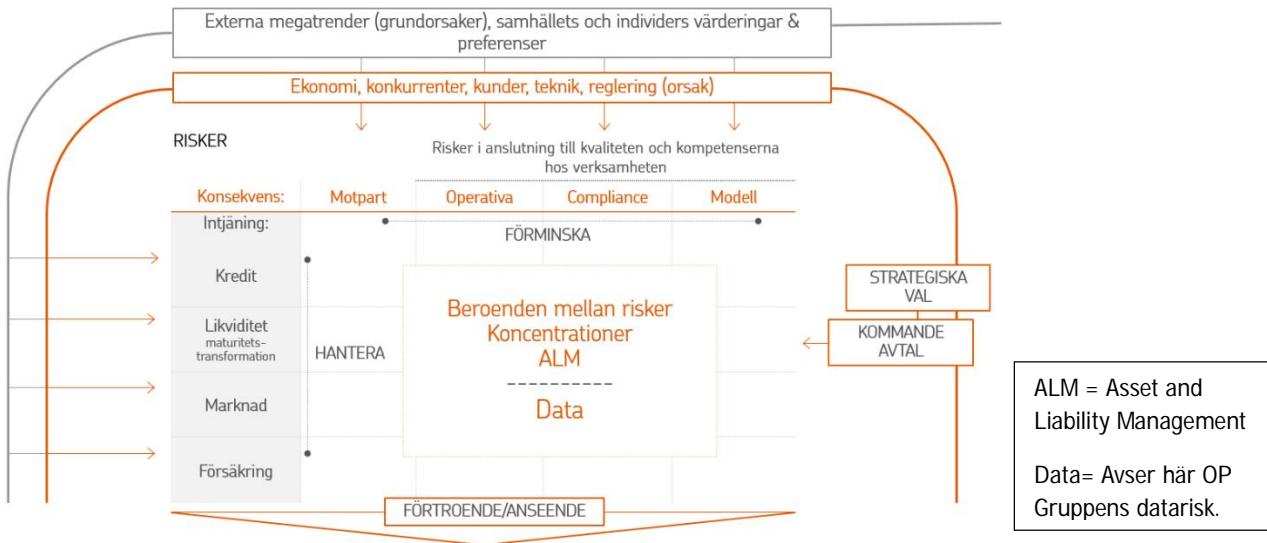 Externa megatrender (grundorsaker), samhällets och individers värderingar &
preferenser
Ekonomi, konkurrenter, kunder, teknik, reglering (orsak)
RISKER
Risker i anslutning till kvaliteten och kompetenserna
hos verksamheten
Konsekvens:
Motpart
Operativa
Compliance
Modell
Intjäning:
FÖRMINSKA
Kredit
Likviditet
maturitets-
transformation
HANTERA
Marknad
Försäkring
Beroenden mellan risker
Koncentrationer
ALM
Data
STRATEGISKA
VAL
KOMMANDE
AVTAL
FÖRTROENDE/ANSEENDE
ALM = Asset and
Liability Management
Data= Avser här OP
Gruppens datarisk.